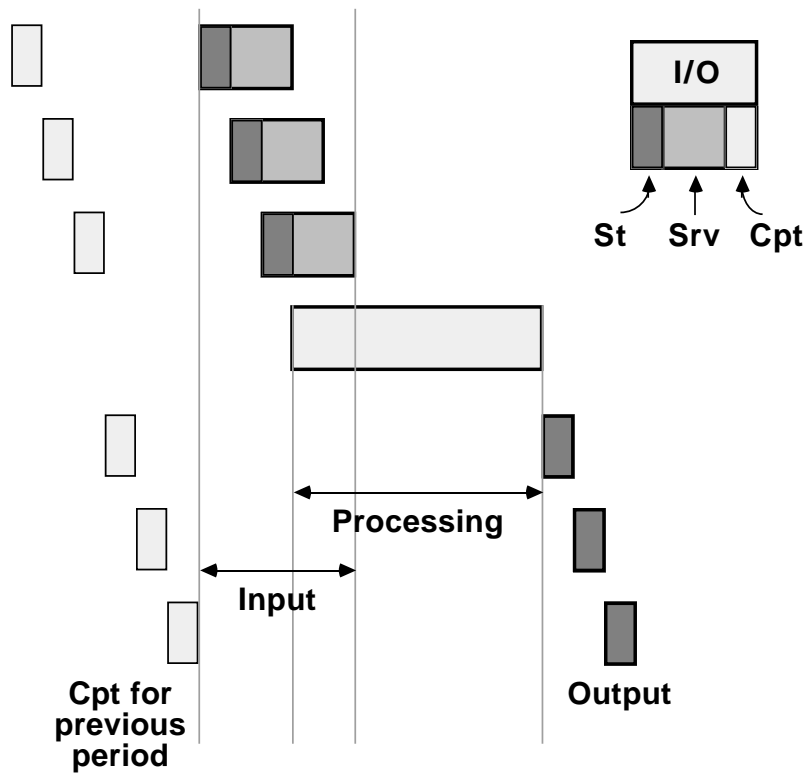 I/O
St Srv Cpt
Processing
Input
Cpt for
previous
period
Output